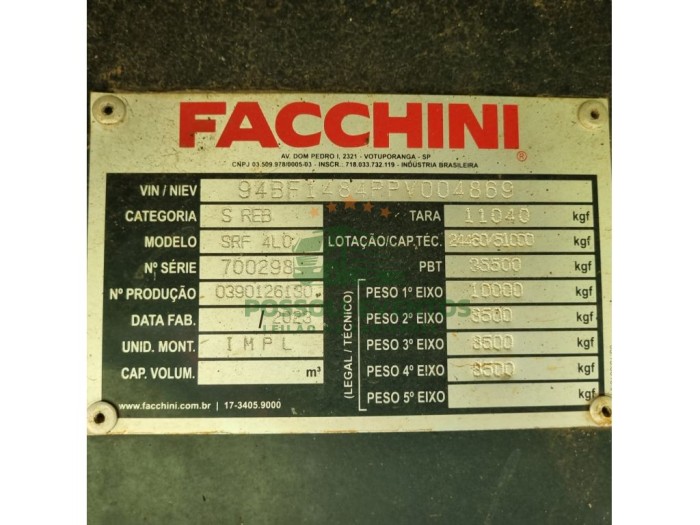 FACCHINI
®
AV. DOM PEDRO I, 2321 - VOTUPORANGA - SP
CNPJ 03.509.978/0005-03 - INSCR.. 718.033.732.119 - INDÚSTRIA BRASILEIRA
VIN / NIEV 94BF1484PPV004869
CATEGORIA S REB TARA 11040 kgf
MODELO SRF 4LO LOTAÇÃO/CAP.TÉC. 24460/51050 kgf
Nº SÉRIE 700298 PBT 35500 kgf
Nº PRODUÇÃO (LEGAL / TÉCNICO) PESO 1º EIXO 10000 kgf
DATA FAB. / 2023 PESO 2º EIXO 8500 kgf
UNID. MONT. IMPL PESO 3º EIXO 8500 kgf
CAP. VOLUM. m³ PESO 4º EIXO 8500 kgf
www.facchini.com.br | 17-3405.9000 PESO 5º EIXO kgf